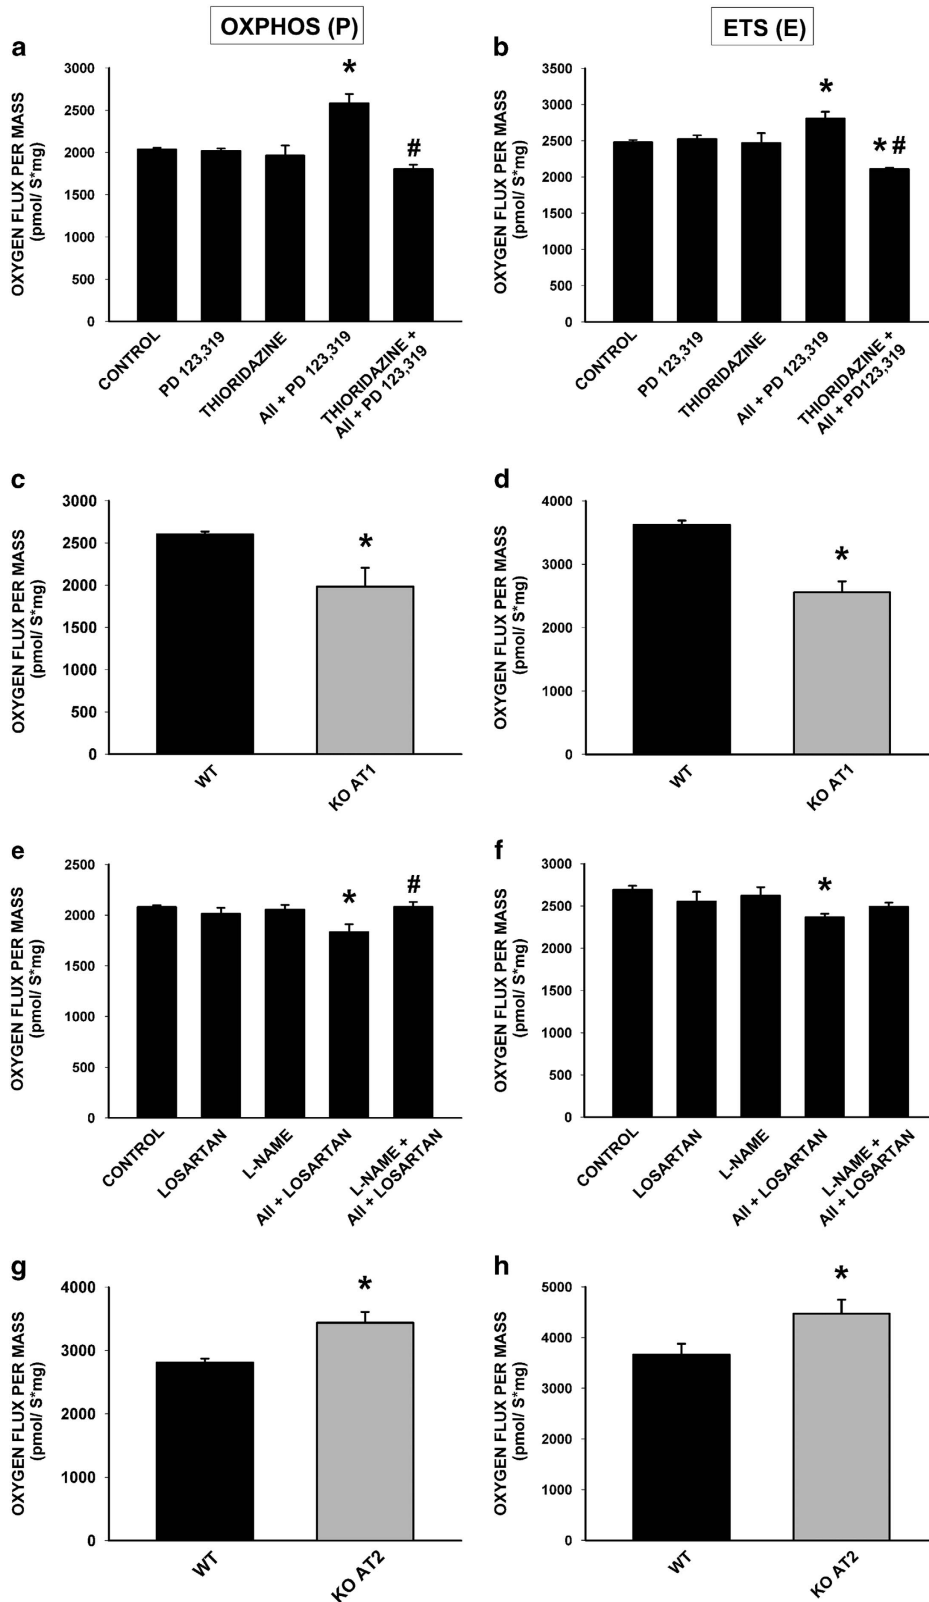 OXPHOS (P)
ETS (E)
a
OXYGEN FLUX PER MASS
(pmol/ S*mg)
3000
2500
2000
1500
1000
500
0
*
#
CONTROL
PD 123,319
THIORIDAZINE
AII + PD 123,319
THIORIDAZINE +
AII + PD 123,319
b
OXYGEN FLUX PER MASS
(pmol/ S*mg)
3500
3000
2500
2000
1500
1000
500
0
*
* #
CONTROL
PD 123,319
THIORIDAZINE
AII + PD 123,319
THIORIDAZINE +
AII + PD123,319
c
OXYGEN FLUX PER MASS
(pmol/ S*mg)
3000
2500
2000
1500
1000
500
0
*
WT
KO AT1
d
OXYGEN FLUX PER MASS
(pmol/ S*mg)
4000
3000
2000
1000
0
*
WT
KO AT1
e
OXYGEN FLUX PER MASS
(pmol/ S*mg)
2500
2000
1500
1000
500
0
*
#
CONTROL
LOSARTAN
L-NAME
AII + LOSARTAN
L-NAME +
AII + LOSARTAN
f
OXYGEN FLUX PER MASS
(pmol/ S*mg)
3000
2500
2000
1500
1000
500
0
*
CONTROL
LOSARTAN
L-NAME
AII + LOSARTAN
L-NAME +
AII + LOSARTAN
g
OXYGEN FLUX PER MASS
(pmol/ S*mg)
4000
3000
2000
1000
0
*
WT
KO AT2
h
OXYGEN FLUX PER MASS
(pmol/ S*mg)
5000
4000
3000
2000
1000
0
*
WT
KO AT2